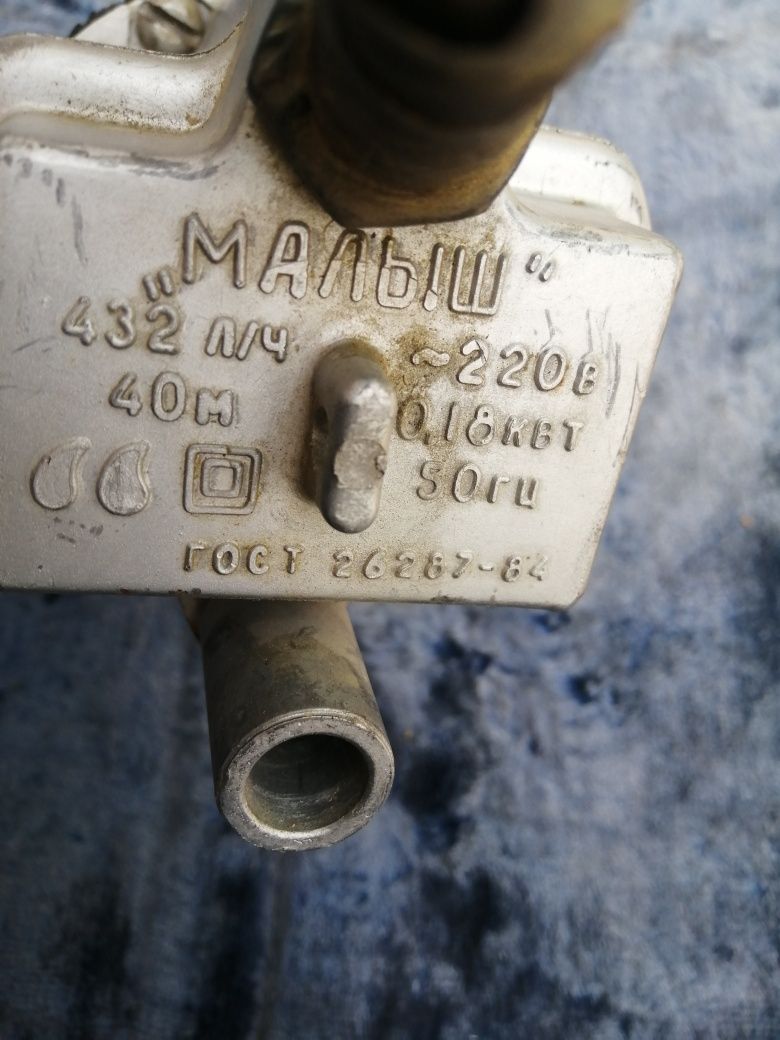 „МАЛЫШ"
432 л/ч ~220в
40м 0,18квт
50гц
ГОСТ 26287-84